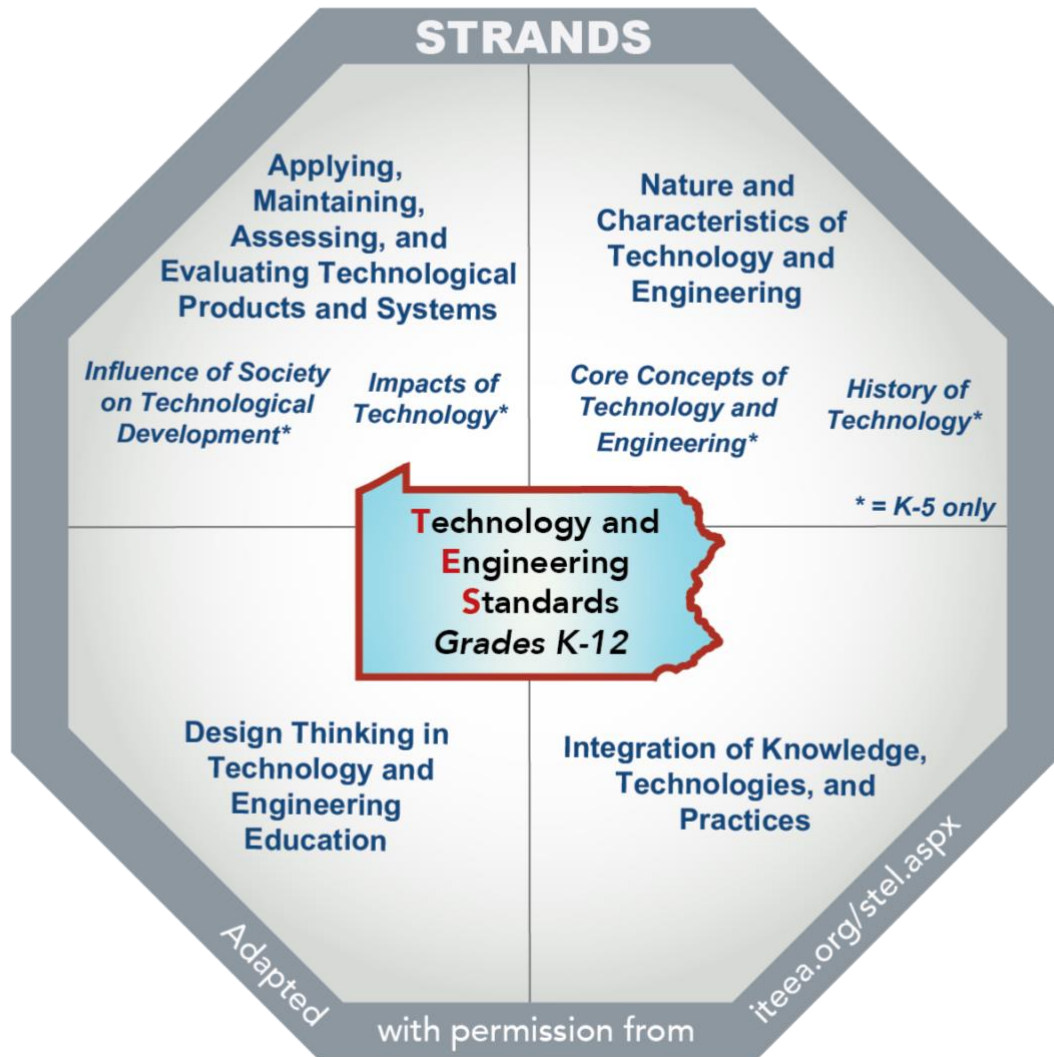 STRANDS
Applying,
Maintaining,
Assessing, and
Evaluating Technological
Products and Systems
Influence of Society
on Technological
Development*
Impacts of
Technology*
Nature and
Characteristics of
Technology and
Engineering
Core Concepts of
Technology and
Engineering*
History of
Technology*
* = K-5 only
Technology and
Engineering
Standards
Grades K-12
Design Thinking in
Technology and
Engineering
Education
Integration of Knowledge,
Technologies, and
Practices
Adapted
with permission from
iteea.org/stel.aspx